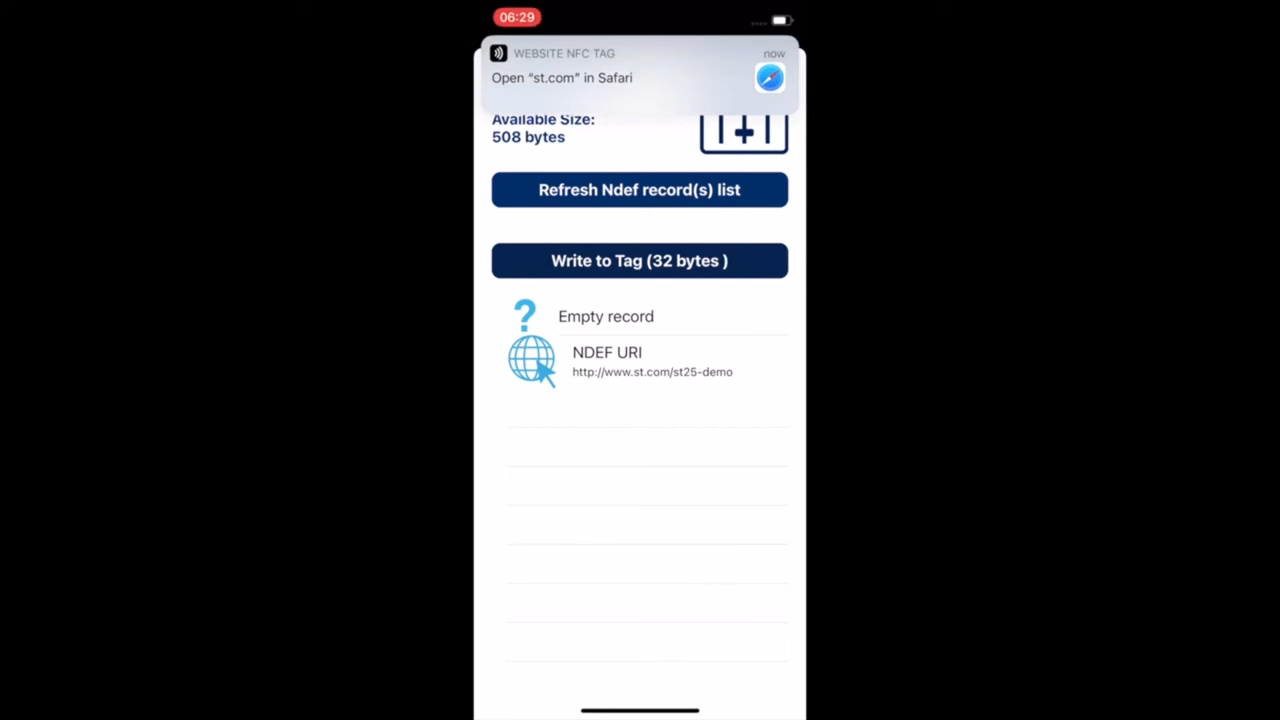 06:29
WEBSITE NFC TAG
now
Open “st.com” in Safari
Available Size:
508 bytes
Refresh Ndef record(s) list
Write to Tag (32 bytes )
?
Empty record
NDEF URI
http://www.st.com/st25-demo